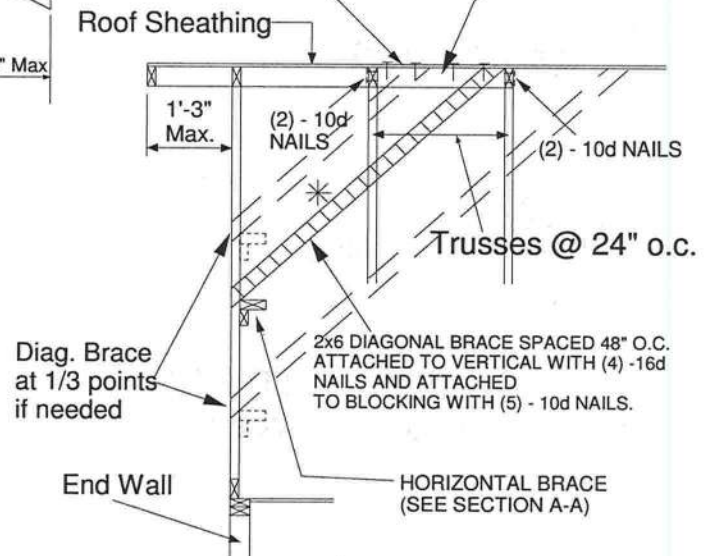 Roof Sheathing
" Max
1'-3"
Max.
(2) - 10d
NAILS
(2) - 10d NAILS
Trusses @ 24" o.c.
2x6 DIAGONAL BRACE SPACED 48" O.C.
ATTACHED TO VERTICAL WITH (4) -16d
NAILS AND ATTACHED
TO BLOCKING WITH (5) - 10d NAILS.
Diag. Brace
at 1/3 points
if needed
End Wall
HORIZONTAL BRACE
(SEE SECTION A-A)